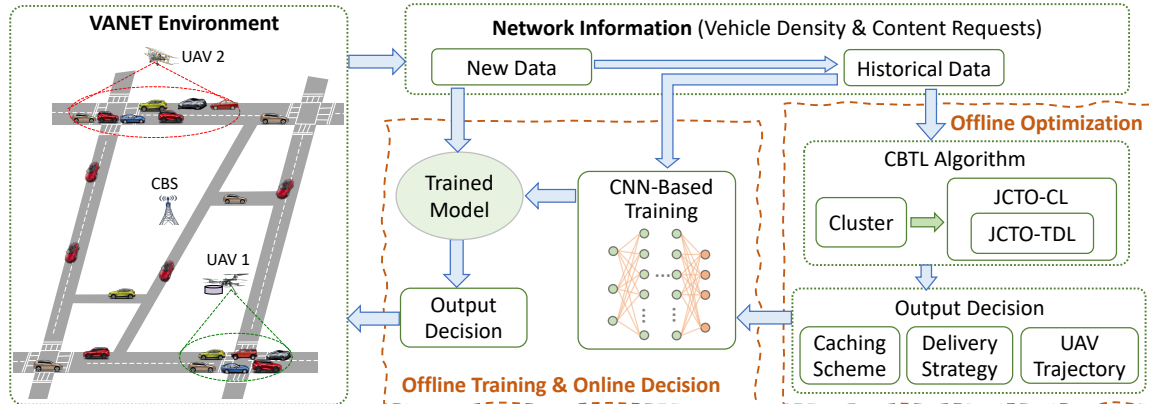 VANET Environment
UAV 2
CBS
UAV 1
Network Information (Vehicle Density & Content Requests)
New Data
Historical Data
Trained
Model
CNN-Based
Training
Output
Decision
Offline Training & Online Decision
Offline Optimization
CBTL Algorithm
Cluster
JCTO-CL
JCTO-TDL
Output Decision
Caching
Scheme
Delivery
Strategy
UAV
Trajectory